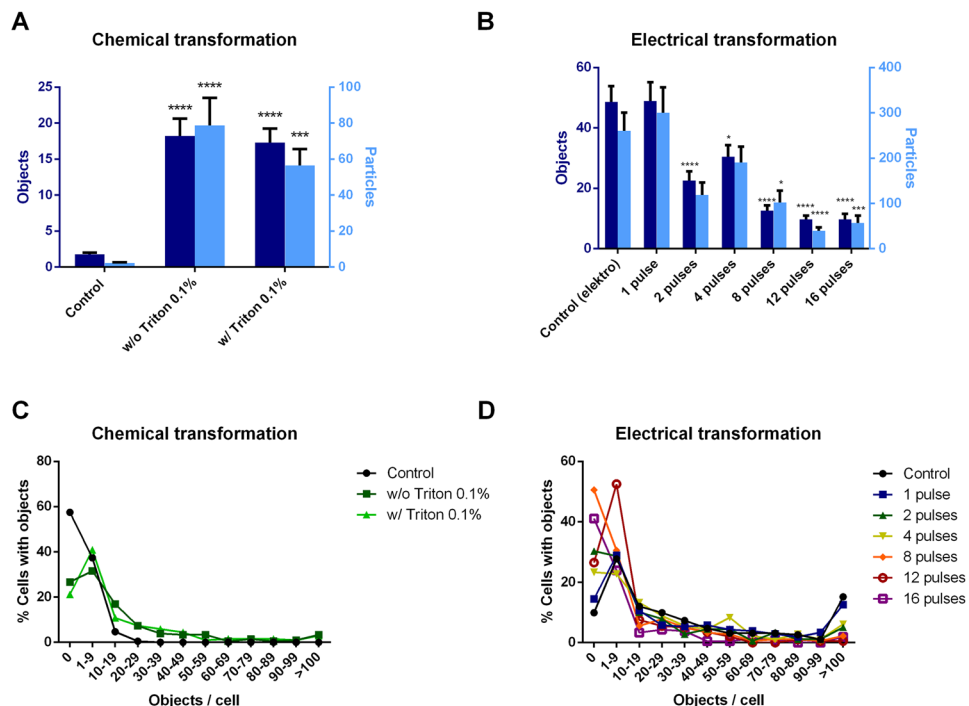 A
Chemical transformation
Objects
25
20
15
10
5
0
****
****
****
***
100
80
60
40
20
0
Particles
Control
w/o Triton 0.1%
w/ Triton 0.1%
B
Electrical transformation
Objects
60
40
20
0
****
*
****
*
****
****
****
***
400
300
200
100
0
Particles
Control (elektro)
1 pulse
2 pulses
4 pulses
8 pulses
12 pulses
16 pulses
C
Chemical transformation
% Cells with objects
80
60
40
20
0
0
1-9
10-19
20-29
30-39
40-49
50-59
60-69
70-79
80-89
90-99
>100
Objects / cell
Control
w/o Triton 0.1%
w/ Triton 0.1%
D
Electrical transformation
% Cells with objects
60
40
20
0
0
1-9
10-19
20-29
30-39
40-49
50-59
60-69
70-79
80-89
90-99
>100
Objects / cell
Control
1 pulse
2 pulses
4 pulses
8 pulses
12 pulses
16 pulses